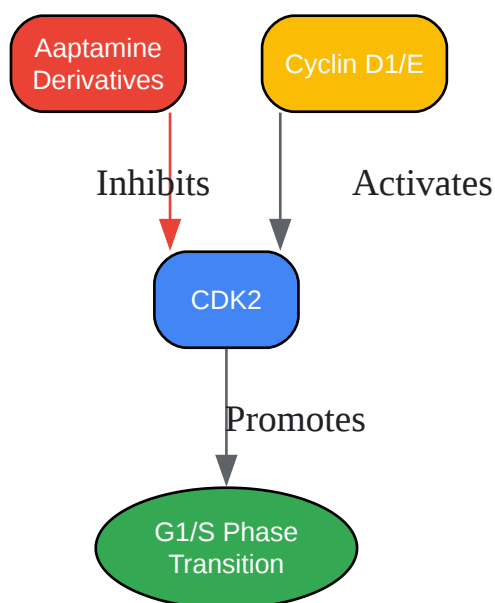 Aaptamine
Derivatives
Cyclin D1/E
Inhibits
Activates
CDK2
Promotes
G1/S Phase
Transition